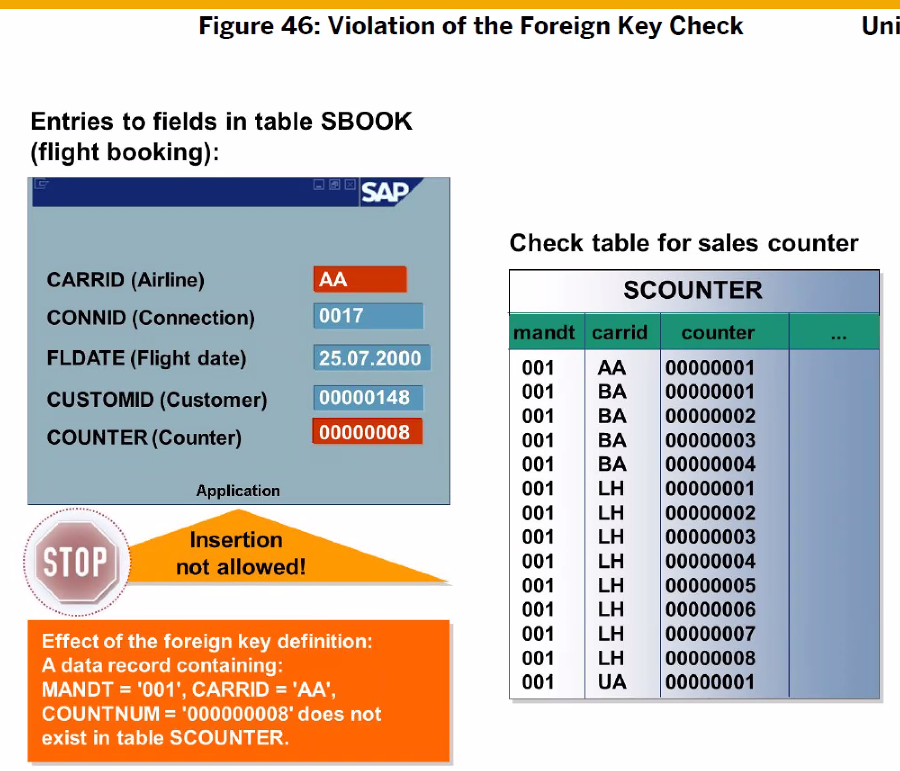 Figure 46: Violation of the Foreign Key Check
Uni
Entries to fields in table SBOOK
(flight booking):
SAP
CARRID (Airline) AA
CONNID (Connection) 0017
FLDATE (Flight date) 25.07.2000
CUSTOMID (Customer) 00000148
COUNTER (Counter) 00000008
Application
STOP
Insertion
not allowed!
Effect of the foreign key definition:
A data record containing:
MANDT = '001', CARRID = 'AA',
COUNTNUM = '000000008' does not
exist in table SCOUNTER.
Check table for sales counter
SCOUNTER
mandt carrid counter ...
001 AA 00000001
001 BA 00000001
001 BA 00000002
001 BA 00000003
001 BA 00000004
001 LH 00000001
001 LH 00000002
001 LH 00000003
001 LH 00000004
001 LH 00000005
001 LH 00000006
001 LH 00000007
001 LH 00000008
001 UA 00000001